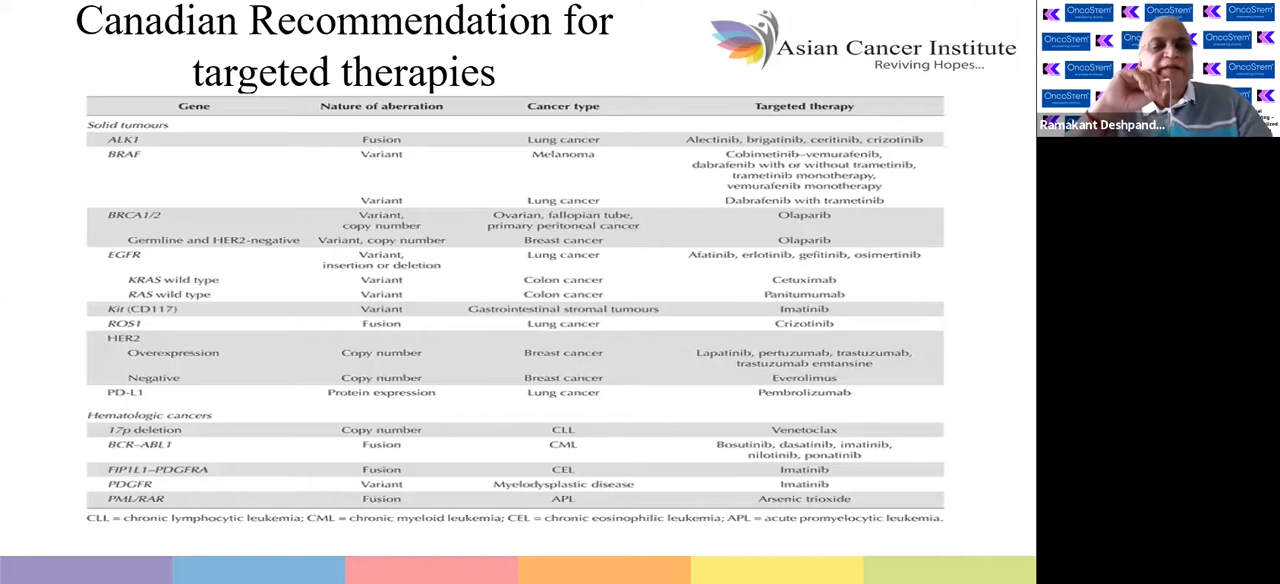 Canadian Recommendation for
targeted therapies
Asian Cancer Institute
Reviving Hopes...
Gene Nature of aberration Cancer type Targeted therapy
Solid tumours
ALK1 Fusion Lung cancer Alectinib, brigatinib, ceritinib, crizotinib
BRAF Variant Melanoma Cobimetinib–vemurafenib,
dabrafenib with or without trametinib,
trametinib monotherapy,
vemurafenib monotherapy
Variant Lung cancer Dabrafenib with trametinib
BRCA1/2 Variant, Ovarian, fallopian tube, Olaparib
copy number primary peritoneal cancer
Germline and HER2-negative Variant, copy number Breast cancer Olaparib
EGFR Variant, Lung cancer Afatinib, erlotinib, gefitinib, osimertinib
insertion or deletion
KRAS wild type Variant Colon cancer Cetuximab
RAS wild type Variant Colon cancer Panitumumab
Kit (CD117) Variant Gastrointestinal stromal tumours Imatinib
ROS1 Fusion Lung cancer Crizotinib
HER2
Overexpression Copy number Breast cancer Lapatinib, pertuzumab, trastuzumab,
trastuzumab emtansine
Negative Copy number Breast cancer Everolimus
PD-L1 Protein expression Lung cancer Pembrolizumab
Hematologic cancers
17p deletion Copy number CLL Venetoclax
BCR–ABL1 Fusion CML Bosutinib, dasatinib, imatinib,
nilotinib, ponatinib
FIP1L1–PDGFRA Fusion CEL Imatinib
PDGFR Variant Myelodysplastic disease Imatinib
PML/RAR Fusion APL Arsenic trioxide
CLL = chronic lymphocytic leukemia; CML = chronic myeloid leukemia; CEL = chronic eosinophilic leukemia; APL = acute promyelocytic leukemia.
OncoStem OncoStem OncoStem
OncoStem OncoStem OncoStem
OncoStem OncoStem
OncoStem
Ramakant Deshpand...